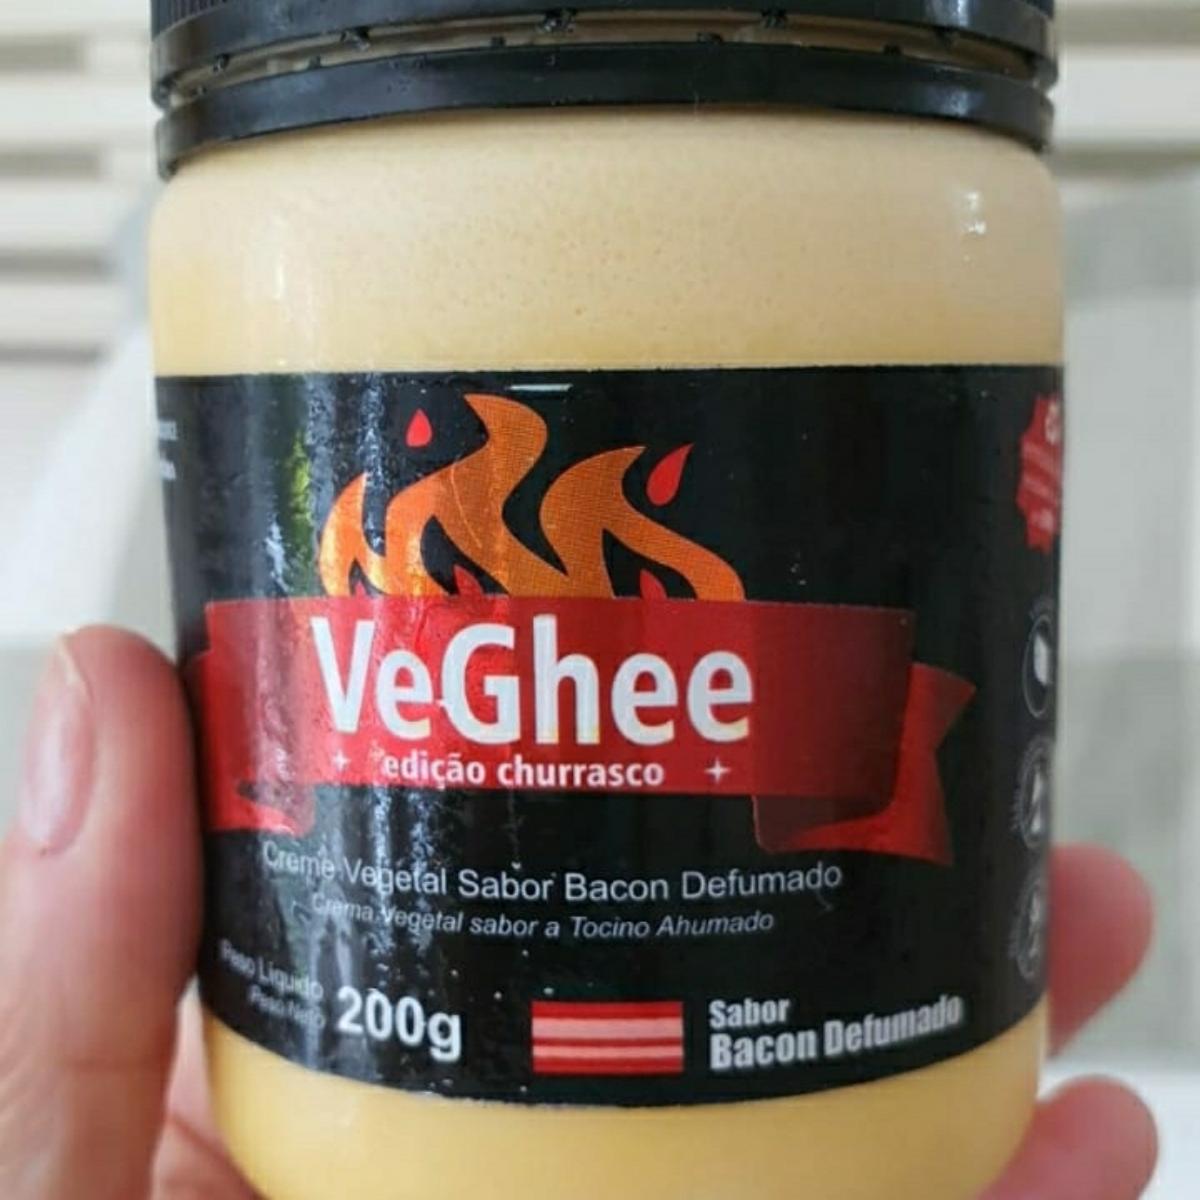 VeGhee
edição churrasco
Creme Vegetal Sabor Bacon Defumado
Crema Vegetal sabor a Tocino Ahumado
Peso Líquido
Peso Neto
200g
Sabor
Bacon Defumado